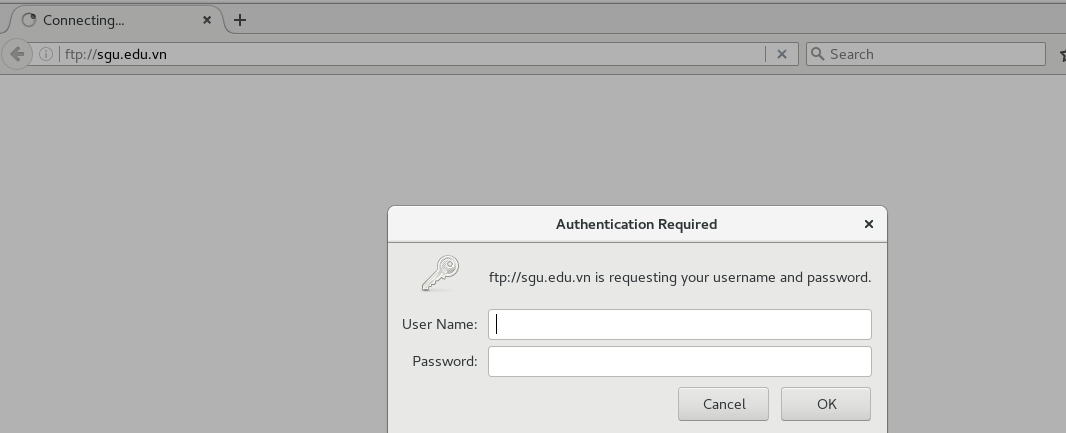 Connecting...
ftp://sgu.edu.vn
Search
Authentication Required
ftp://sgu.edu.vn is requesting your username and password.
User Name:
Password:
Cancel OK